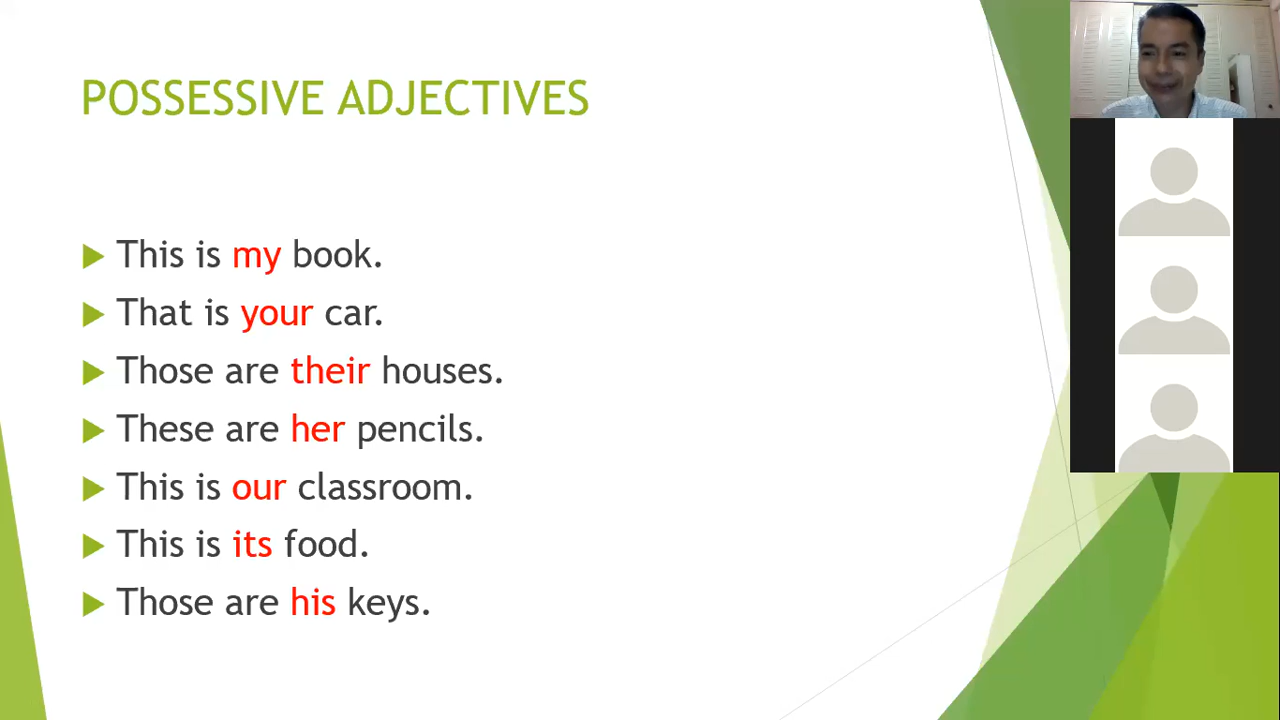 POSSESSIVE ADJECTIVES
This is my book.
That is your car.
Those are their houses.
These are her pencils.
This is our classroom.
This is its food.
Those are his keys.